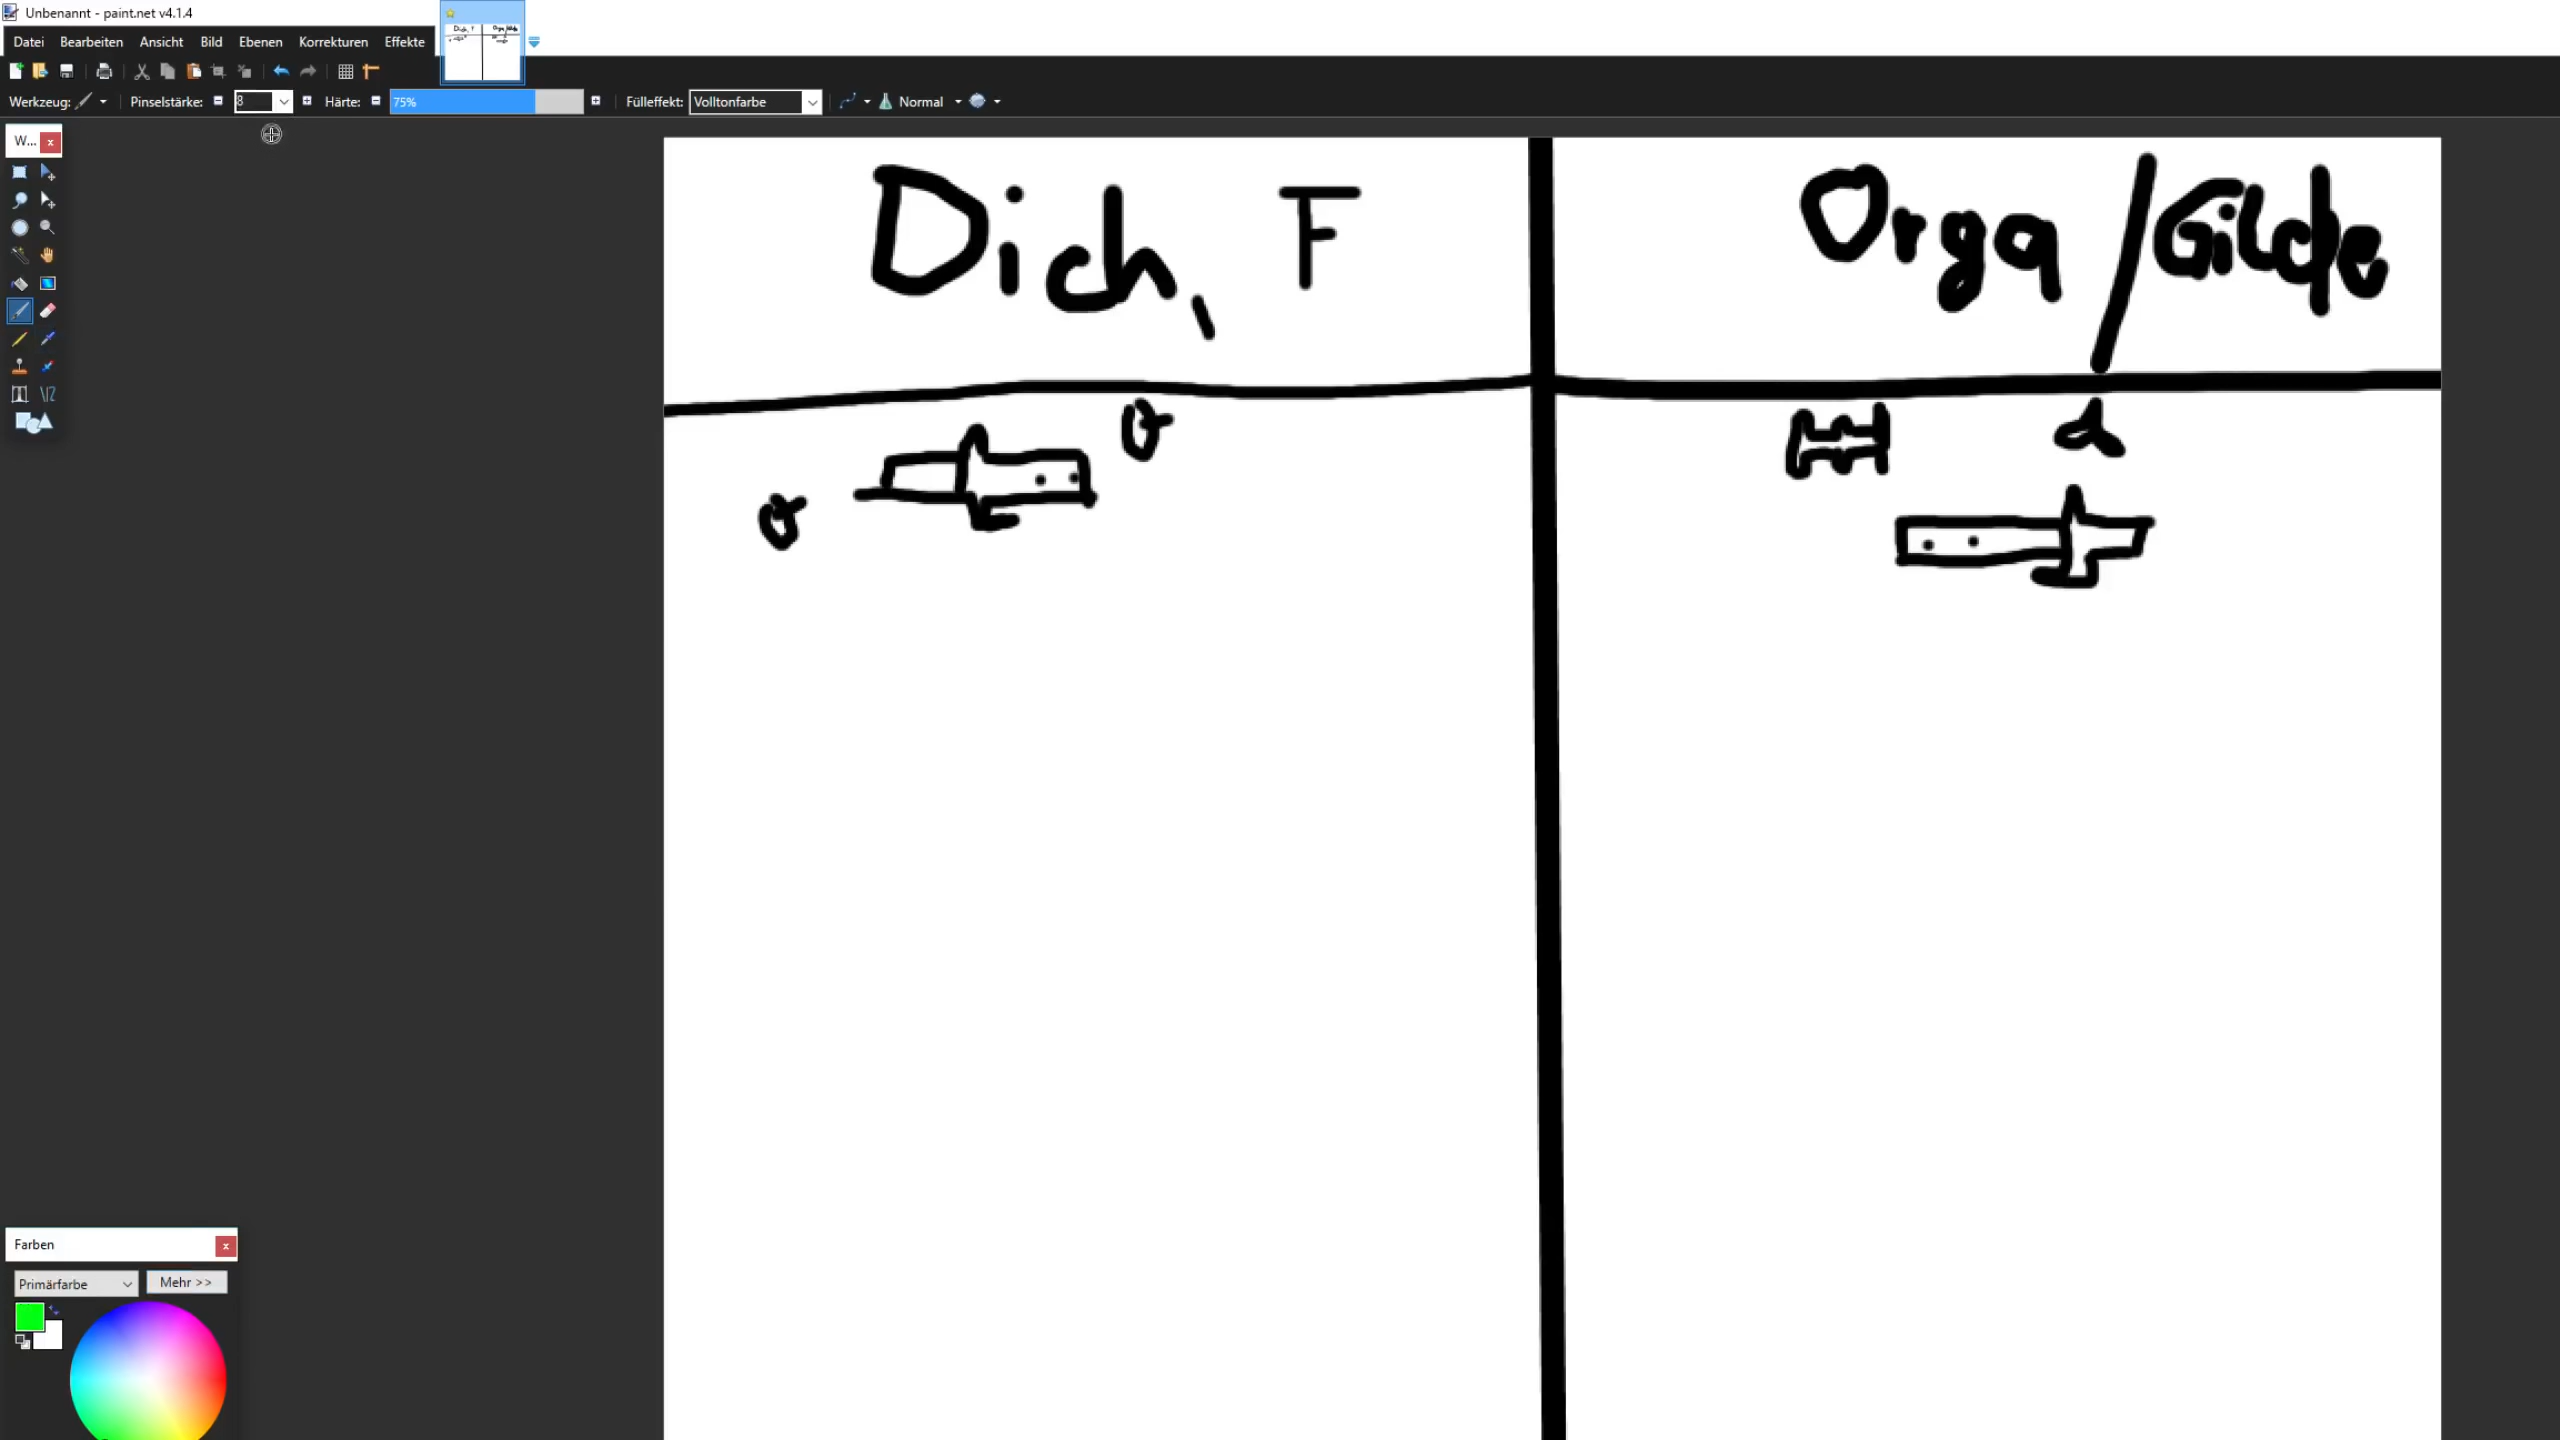 Unbenannt - paint.net v4.1.4
Datei Bearbeiten Ansicht Bild Ebenen Korrekturen Effekte
Werkzeug: Pinselstärke: 8 Härte: 75% Fülleffekt: Volltonfarbe Normal
W...
Dich, F
Orga / Gilde
Farben
Primärfarbe Mehr >>